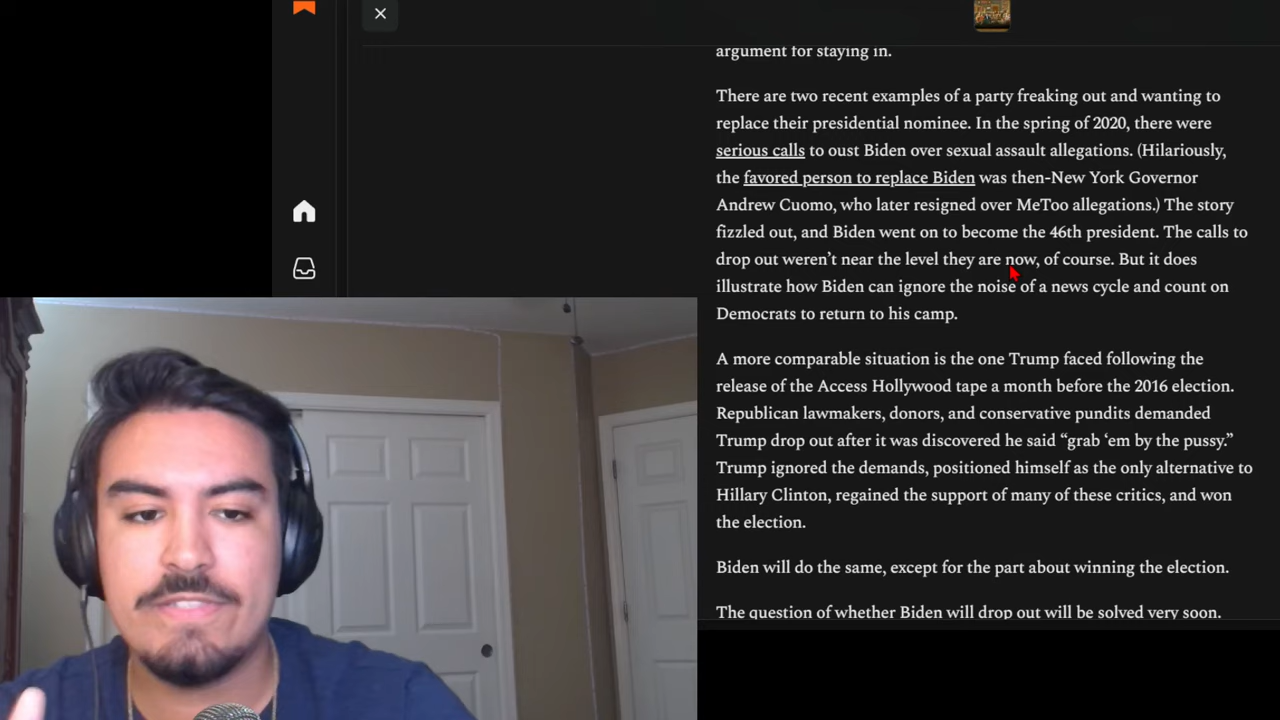 argument for staying in.
There are two recent examples of a party freaking out and wanting to
replace their presidential nominee. In the spring of 2020, there were
serious calls to oust Biden over sexual assault allegations. (Hilariously,
the favored person to replace Biden was then-New York Governor
Andrew Cuomo, who later resigned over MeToo allegations.) The story
fizzled out, and Biden went on to become the 46th president. The calls to
drop out weren’t near the level they are now, of course. But it does
illustrate how Biden can ignore the noise of a news cycle and count on
Democrats to return to his camp.
A more comparable situation is the one Trump faced following the
release of the Access Hollywood tape a month before the 2016 election.
Republican lawmakers, donors, and conservative pundits demanded
Trump drop out after it was discovered he said “grab ‘em by the pussy.”
Trump ignored the demands, positioned himself as the only alternative to
Hillary Clinton, regained the support of many of these critics, and won
the election.
Biden will do the same, except for the part about winning the election.
The question of whether Biden will drop out will be solved very soon.